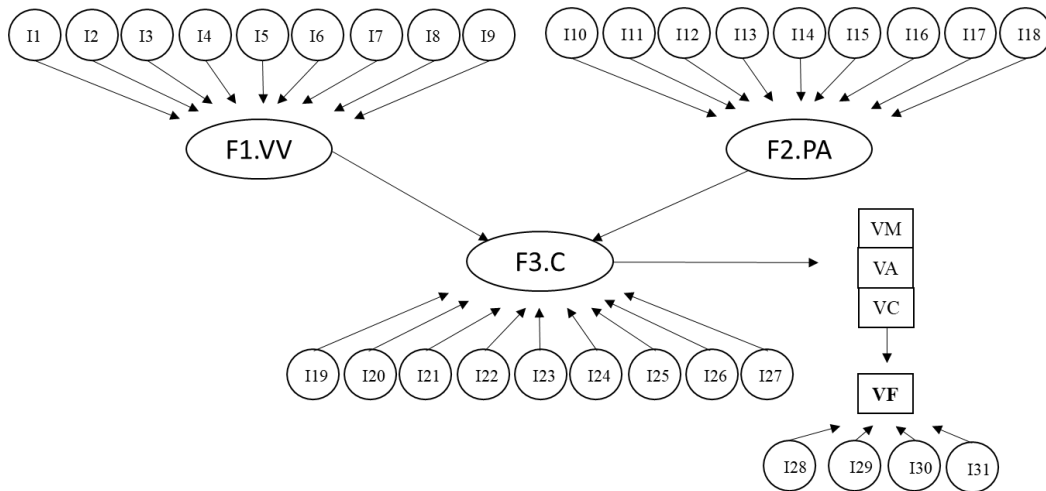 I1 I2 I3 I4 I5 I6 I7 I8 I9 I10 I11 I12 I13 I14 I15 I16 I17 I18
F1.VV F2.PA
VM
F3.C
VA
VC
I19 I20 I21 I22 I23 I24 I25 I26 I27
VF
I28 I29 I30 I31